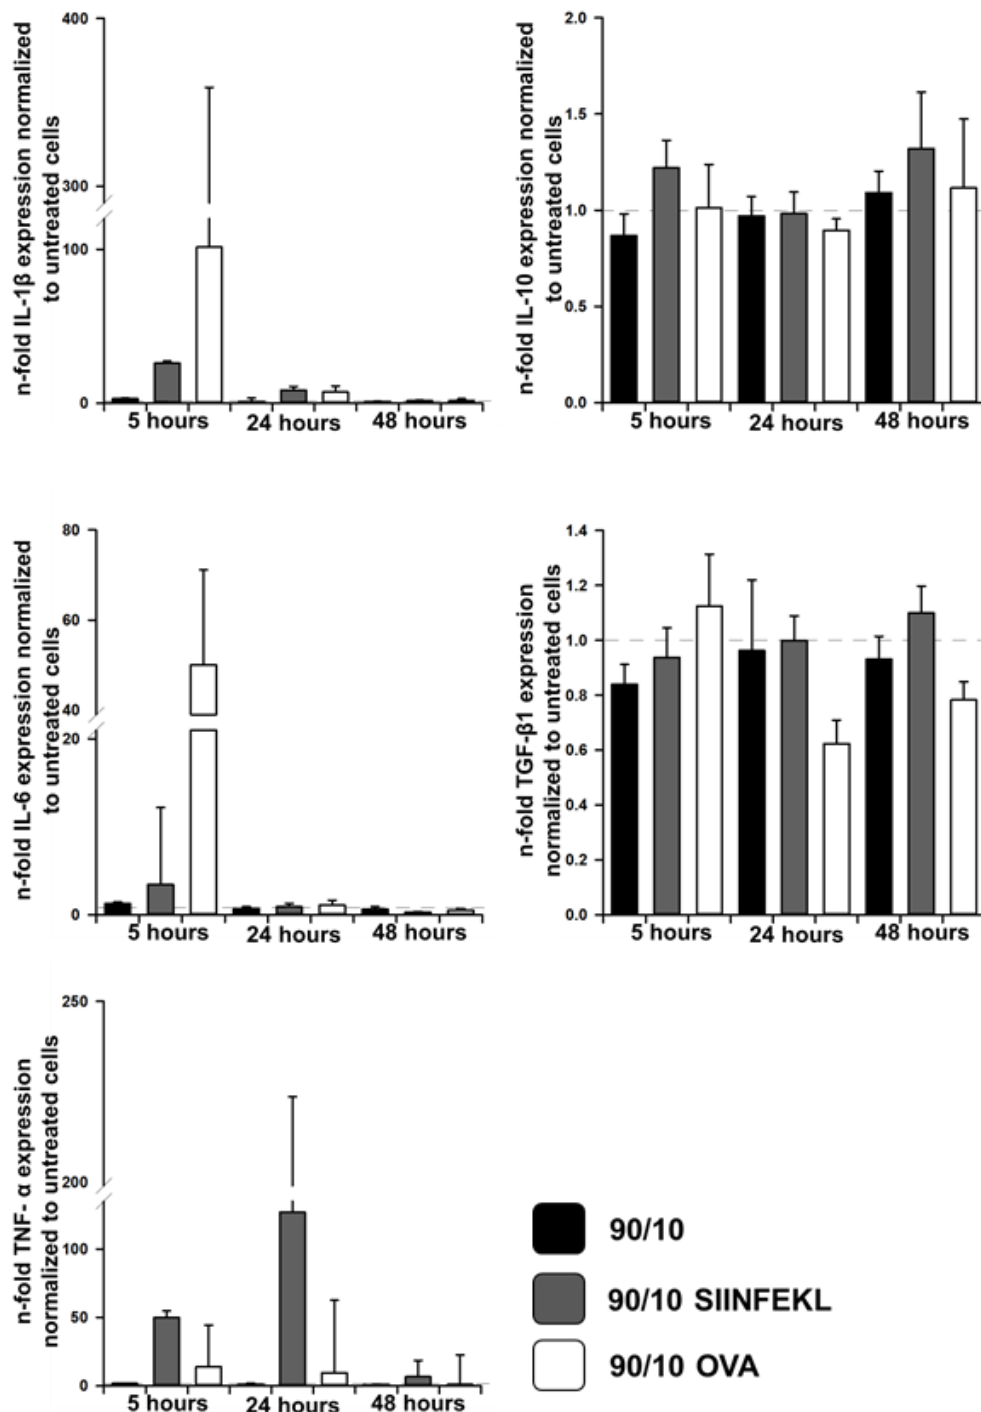 n-fold IL-1β expression normalized
to untreated cells
400
300
100
0
5 hours
24 hours
48 hours
n-fold IL-10 expression normalized
to untreated cells
2.0
1.5
1.0
0.5
0.0
5 hours
24 hours
48 hours
n-fold IL-6 expression normalized
to untreated cells
80
60
40
20
0
5 hours
24 hours
48 hours
n-fold TGF-β1 expression
normalized to untreated cells
1.4
1.2
1.0
0.8
0.6
0.4
0.2
0.0
5 hours
24 hours
48 hours
n-fold TNF- α expression
normalized to untreated cells
250
200
100
50
0
5 hours
24 hours
48 hours
90/10
90/10 SIINFEKL
90/10 OVA